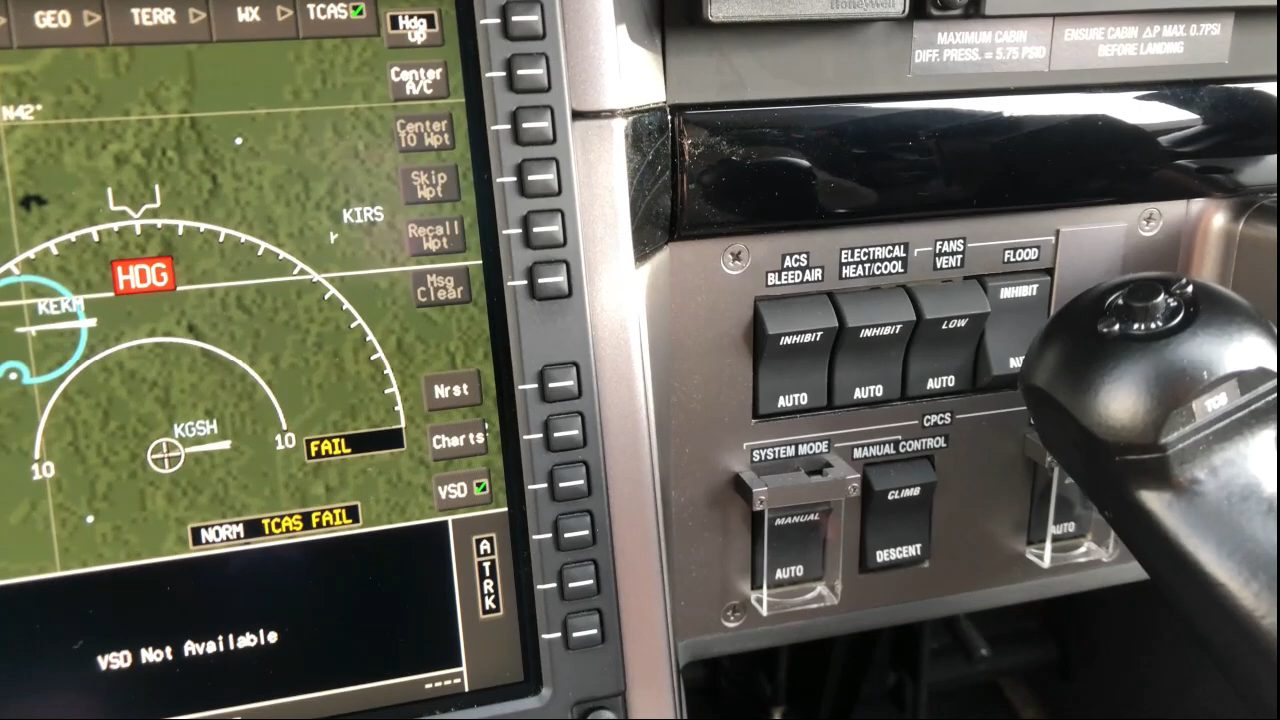 GEO
TERR
WX
TCAS
Hdg
up
Center
A/C
Center
TO Wpt
Skip
Wpt
Recall
Wpt
Msg
Clear
Nrst
Charts
VSD
N42°
KIRS
HDG
KEKM
KGSH
10
10
FAIL
NORM TCAS FAIL
VSD Not Available
A
TRK
----
Honeywell
MAXIMUM CABIN
DIFF. PRESS. = 5.75 PSID
ENSURE CABIN ΔP MAX. 0.7PSI
BEFORE LANDING
ACS
BLEED AIR
ELECTRICAL
HEAT/COOL
FANS
VENT
FLOOD
INHIBIT
AUTO
INHIBIT
AUTO
LOW
AUTO
INHIBIT
CPCS
SYSTEM MODE
MANUAL CONTROL
MANUAL
AUTO
CLIMB
DESCENT
AUTO
TCS